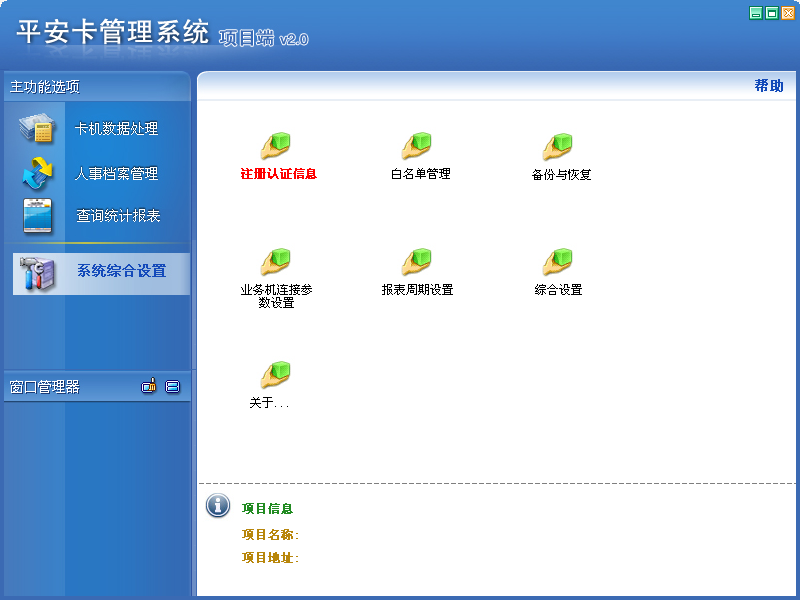 平安卡管理系统 项目端 v2.0
主功能选项
帮助
卡机数据处理
人事档案管理
查询统计报表
系统综合设置
窗口管理器
注册认证信息
白名单管理
备份与恢复
业务机连接参
数设置
报表周期设置
综合设置
关于...
项目信息
项目名称:
项目地址: